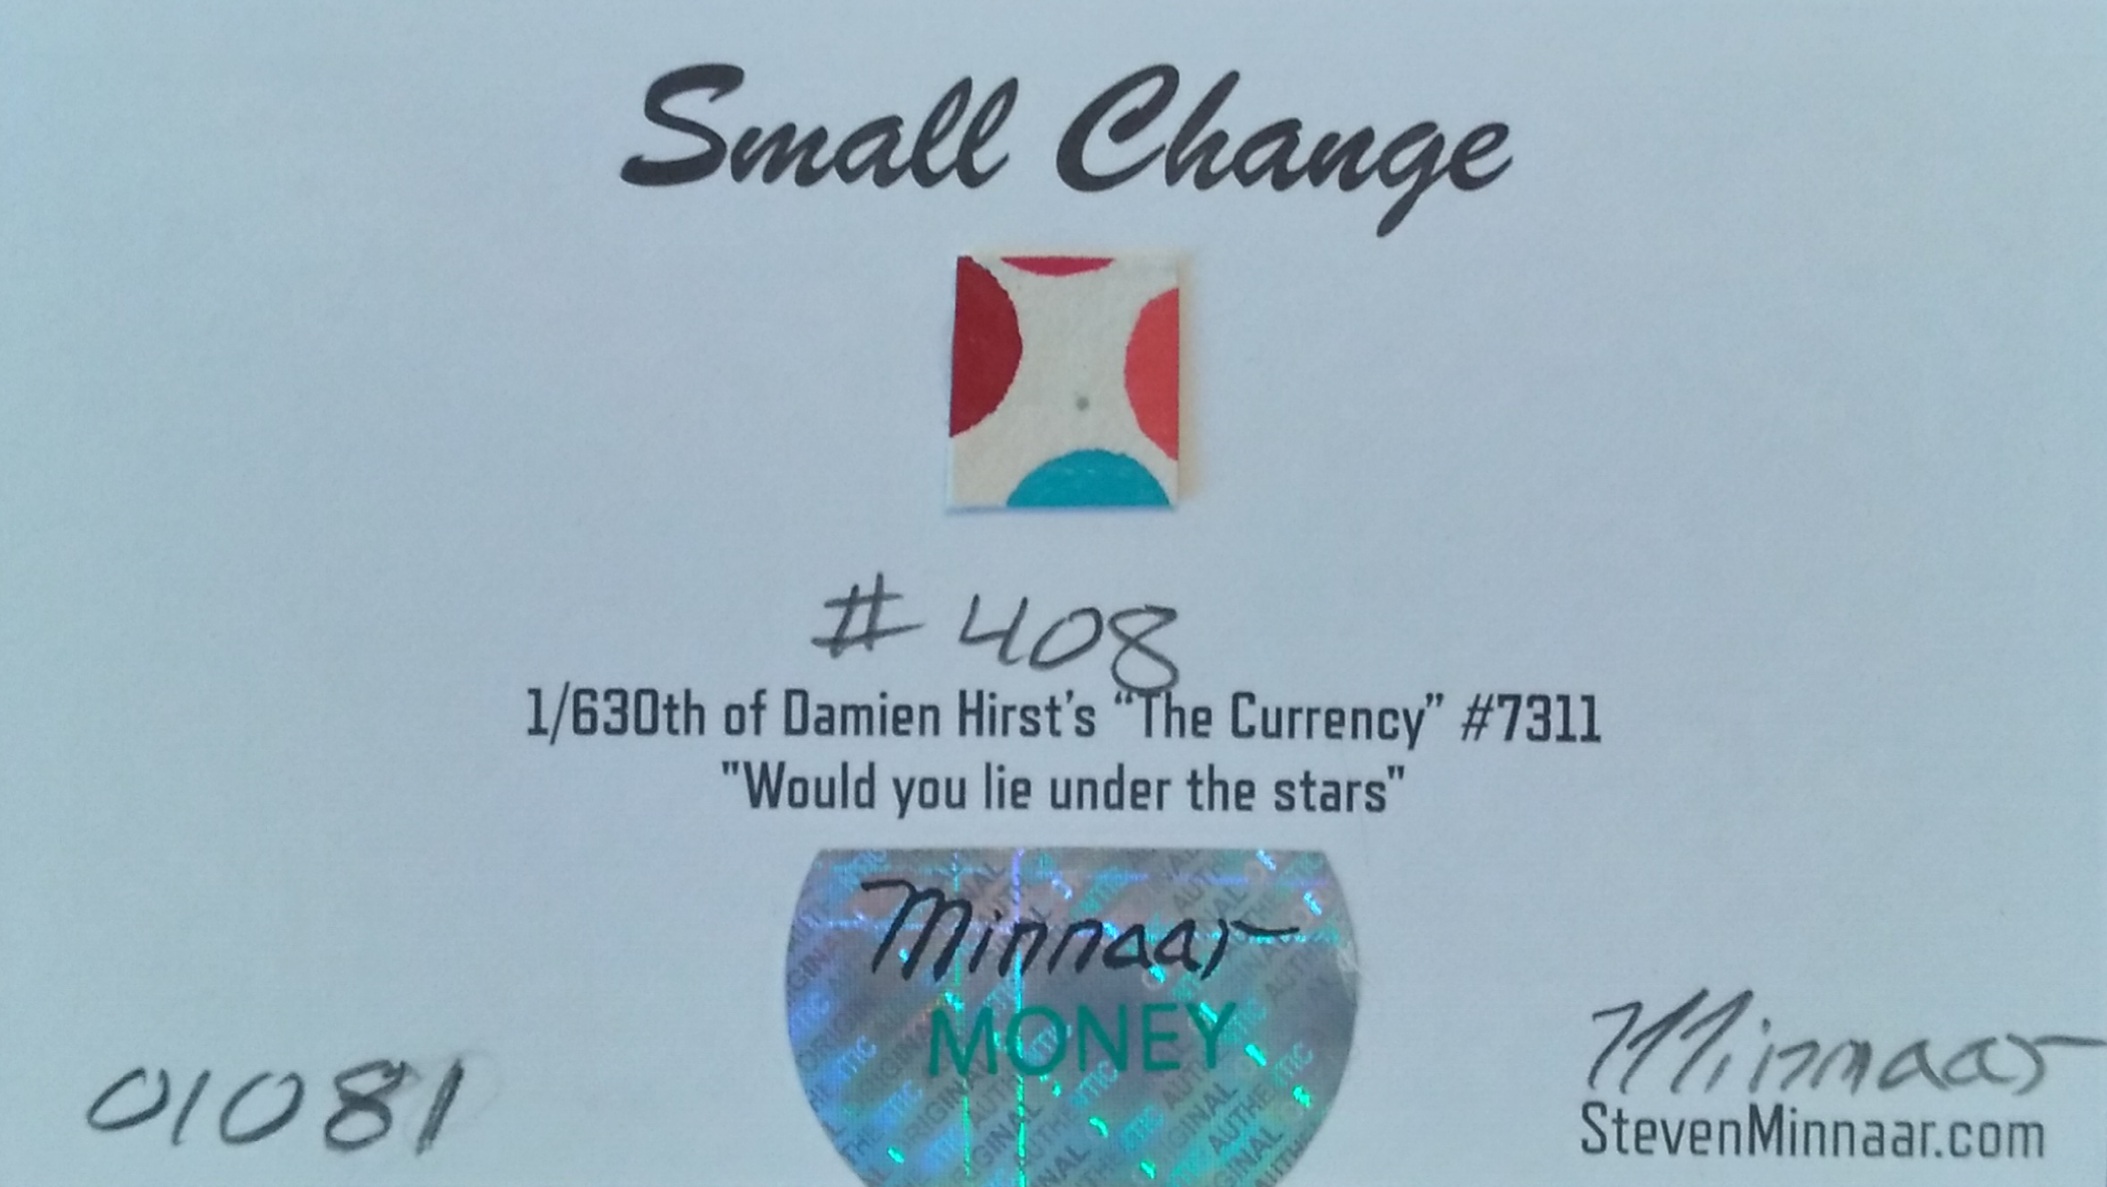 Small Change
# 408
1/630th of Damien Hirst's “The Currency” #7311
"Would you lie under the stars"
Minnaar
MONEY
01081
Minnaar
StevenMinnaar.com